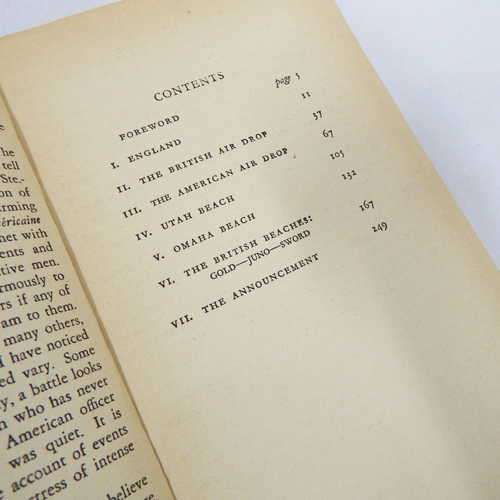 he
tell
Ste.-
on of
rming
éricaine
net with
ents and
tive men.
rmously to
rs if any of
am to them.
many others,
I have noticed
ed vary. Some
y, a battle looks
n who has never
American officer
was quiet. It is
e account of events
stress of intense
believe
CONTENTS
FOREWORD page 5
I. ENGLAND 11
II. THE BRITISH AIR DROP 37
III. THE AMERICAN AIR DROP 67
IV. UTAH BEACH 105
V. OMAHA BEACH 132
VI. THE BRITISH BEACHES: 167
GOLD—JUNO—SWORD
VII. THE ANNOUNCEMENT 249